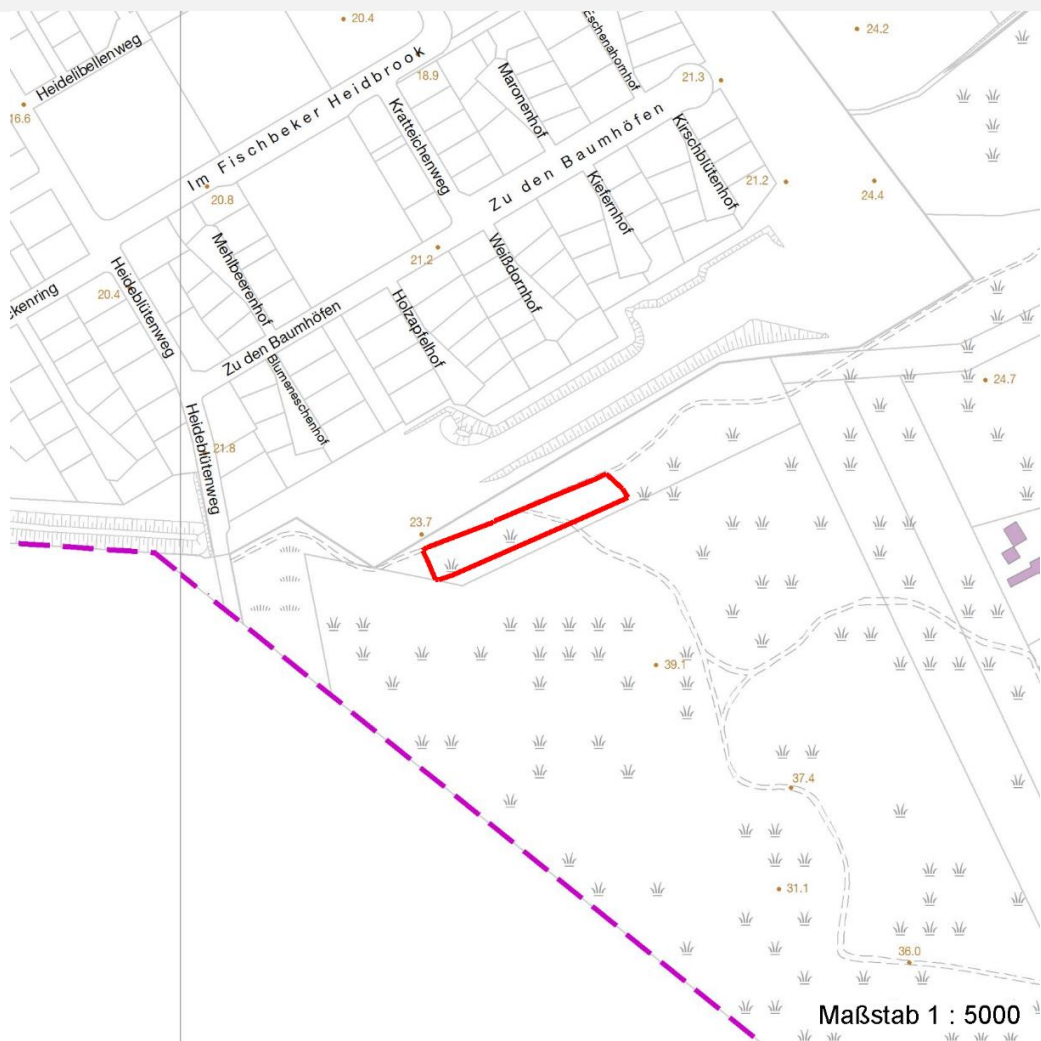 20.4
24.2
Eschenahornhof
Heidelibellenweg
Im Fischbeker Heidbrook
18.9
Maronenhof
21.3
16.6
Kratteichenweg
Zu den Baumhöfen
Kirschblütenhof
20.8
Kiefernhof
21.2
24.4
Mehlbeerenhof
21.2
Weißdornhof
Heideblütenweg
20.4
ckenring
Holzapfelhof
Zu den Baumhöfen
Blumeneschenhof
24.7
Heideblütenweg
21.8
23.7
39.1
37.4
31.1
36.0
Maßstab 1 : 5000